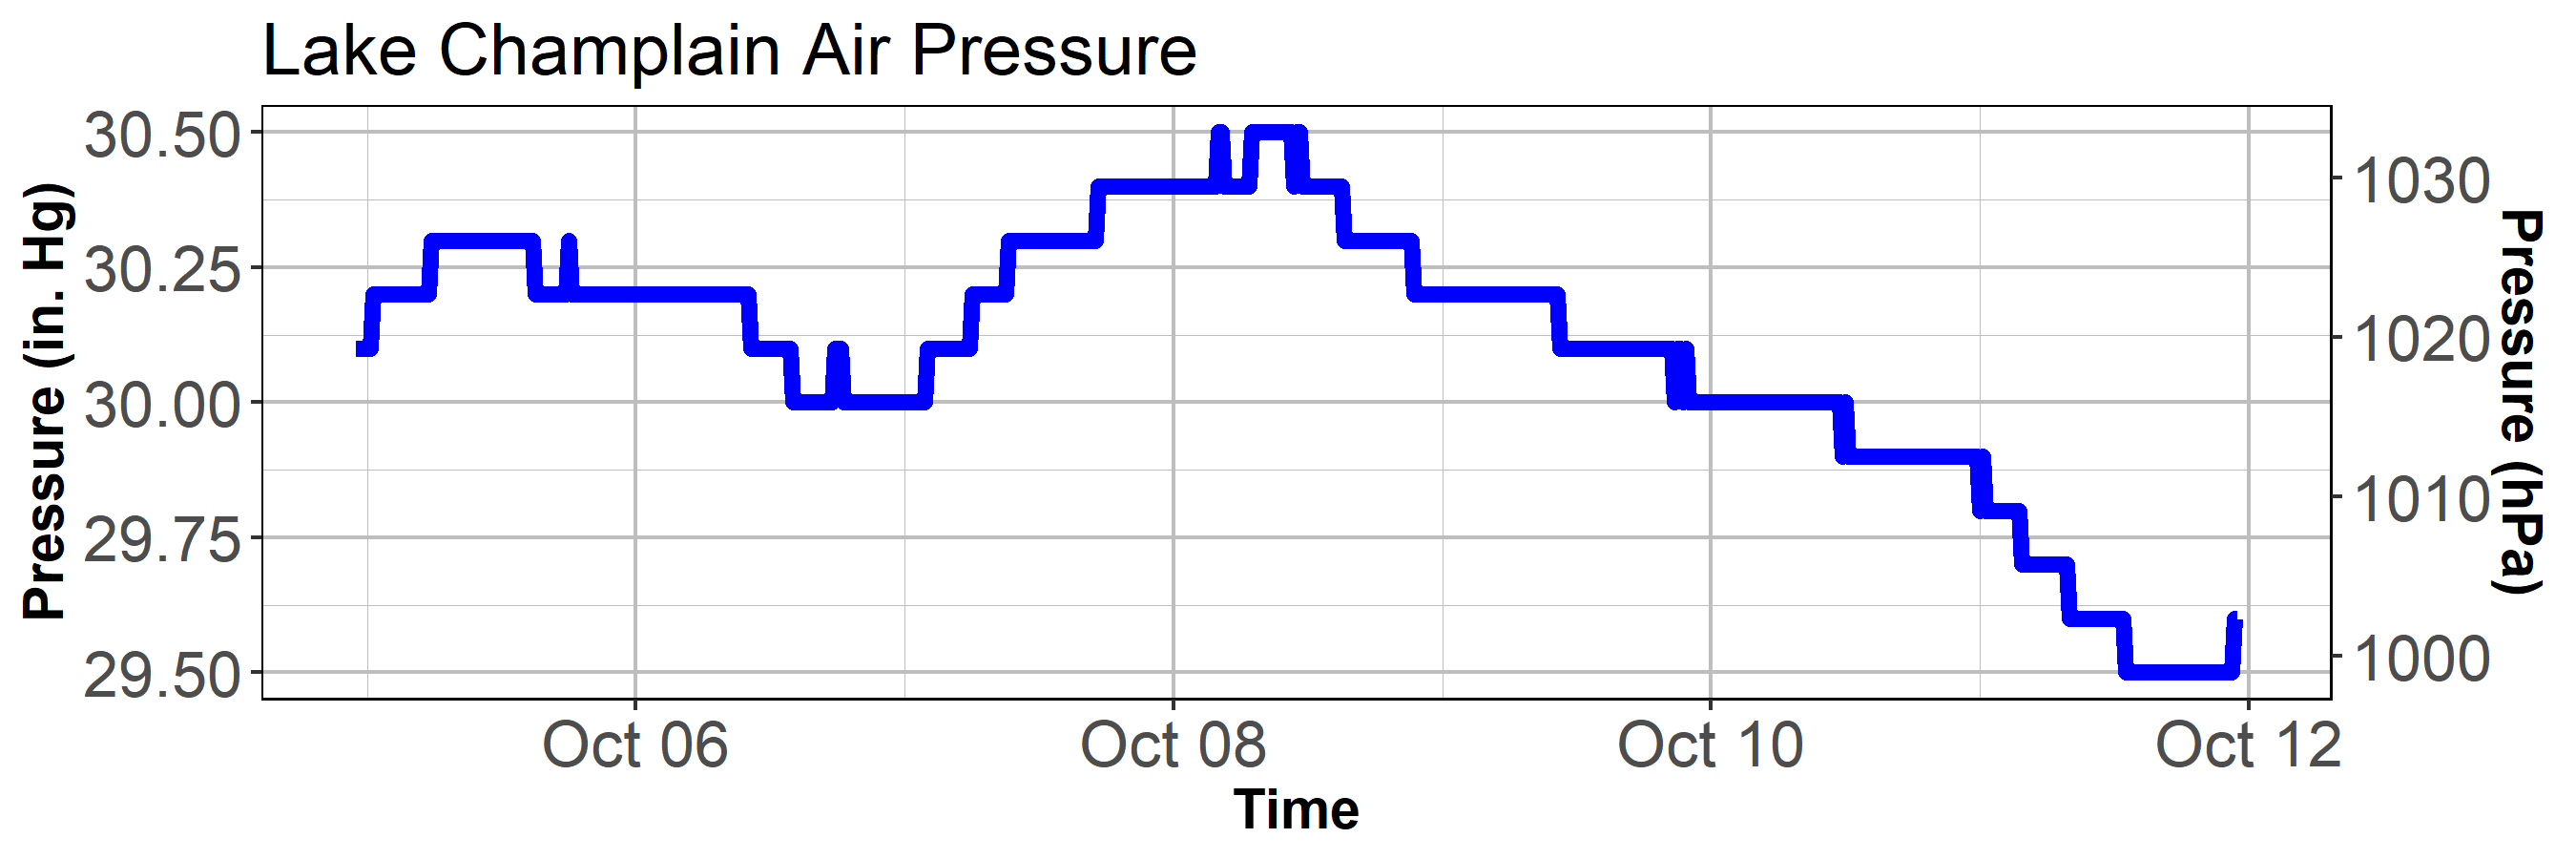 Lake Champlain Air Pressure
Pressure (in. Hg)
30.50
30.25
30.00
29.75
29.50
1030
1020
1010
1000
Pressure (hPa)
Oct 06
Oct 08
Oct 10
Oct 12
Time